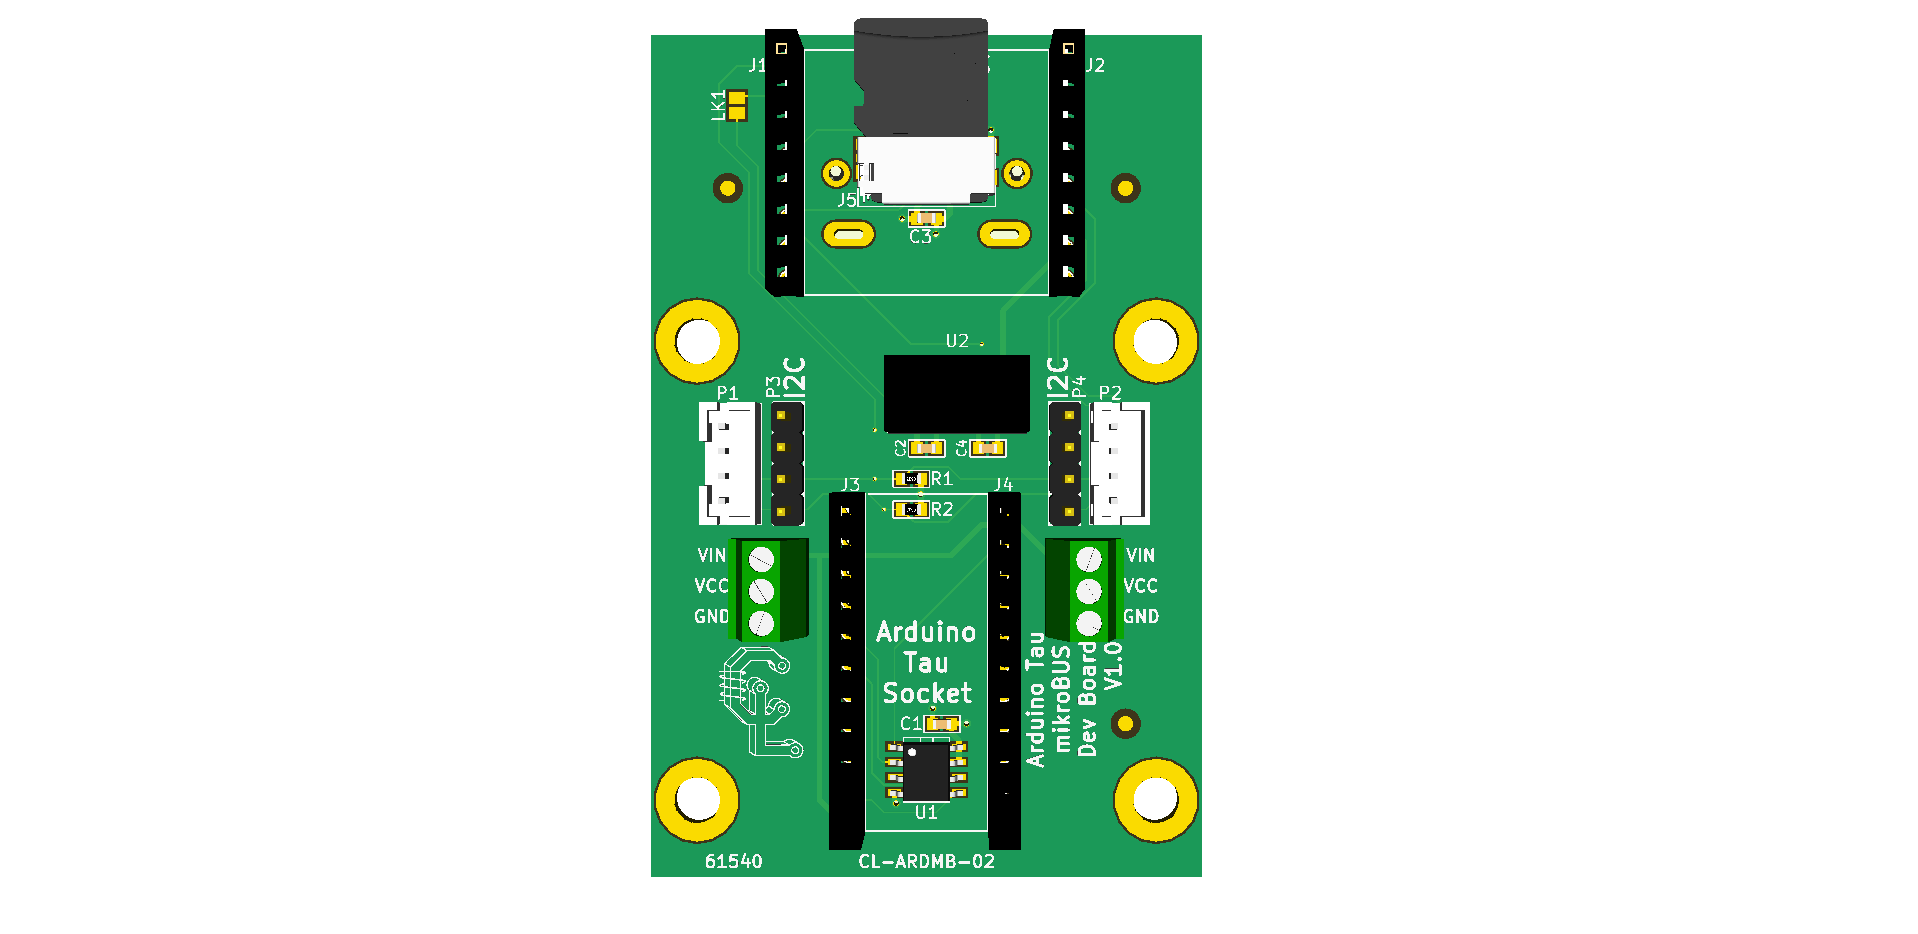 J1
J2
LK1
J5
C3
U2
I2C
I2C
P3
P4
P1
P2
C2
C4
R1
J3
J4
R2
VIN
VCC
GND
VIN
VCC
GND
Arduino
Tau
Socket
Arduino Tau
mikroBUS
Dev Board
V1.0
C1
U1
61540
CL-ARDMB-02